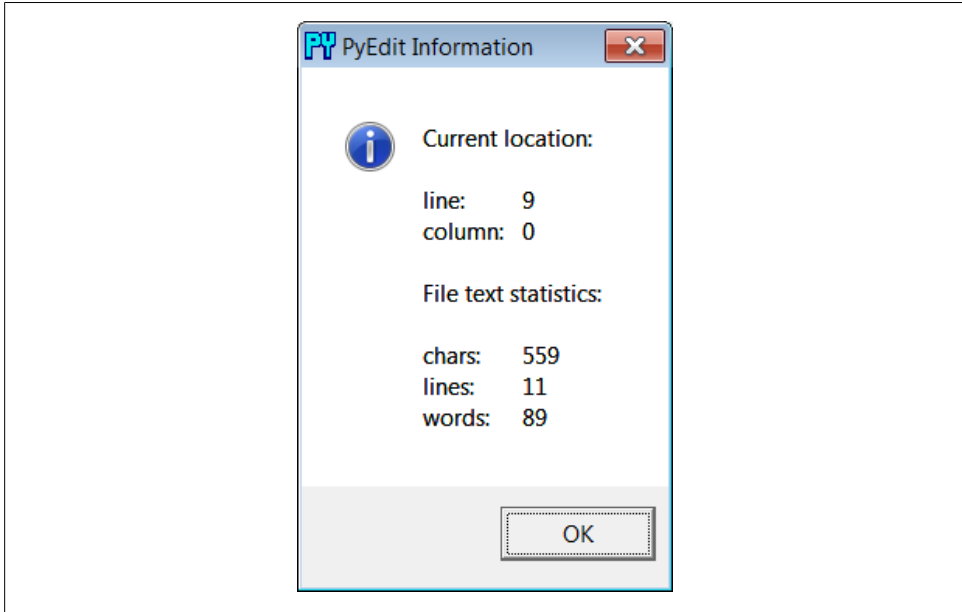 PY PyEdit Information
Current location:
line: 9
column: 0
File text statistics:
chars: 559
lines: 11
words: 89
OK